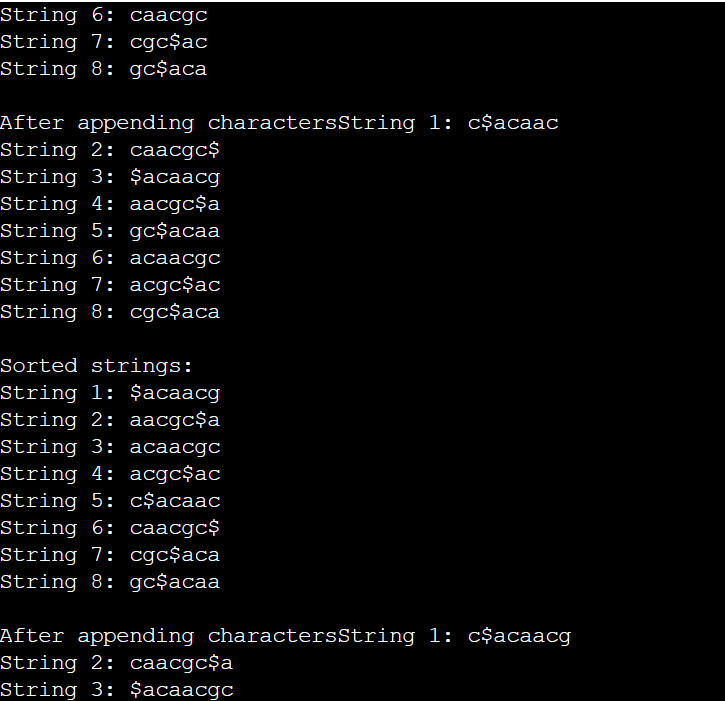 String 6: caacgc
String 7: cgc$ac
String 8: gc$aca
After appending charactersString 1: c$acaac
String 2: caacgc$
String 3: $acaacg
String 4: aacgc$a
String 5: gc$acaa
String 6: acaacgc
String 7: acgc$ac
String 8: cgc$aca
Sorted strings:
String 1: $acaacg
String 2: aacgc$a
String 3: acaacgc
String 4: acgc$ac
String 5: c$acaac
String 6: caacgc$
String 7: cgc$aca
String 8: gc$acaa
After appending charactersString 1: c$acaacg
String 2: caacgc$a
String 3: $acaacgc